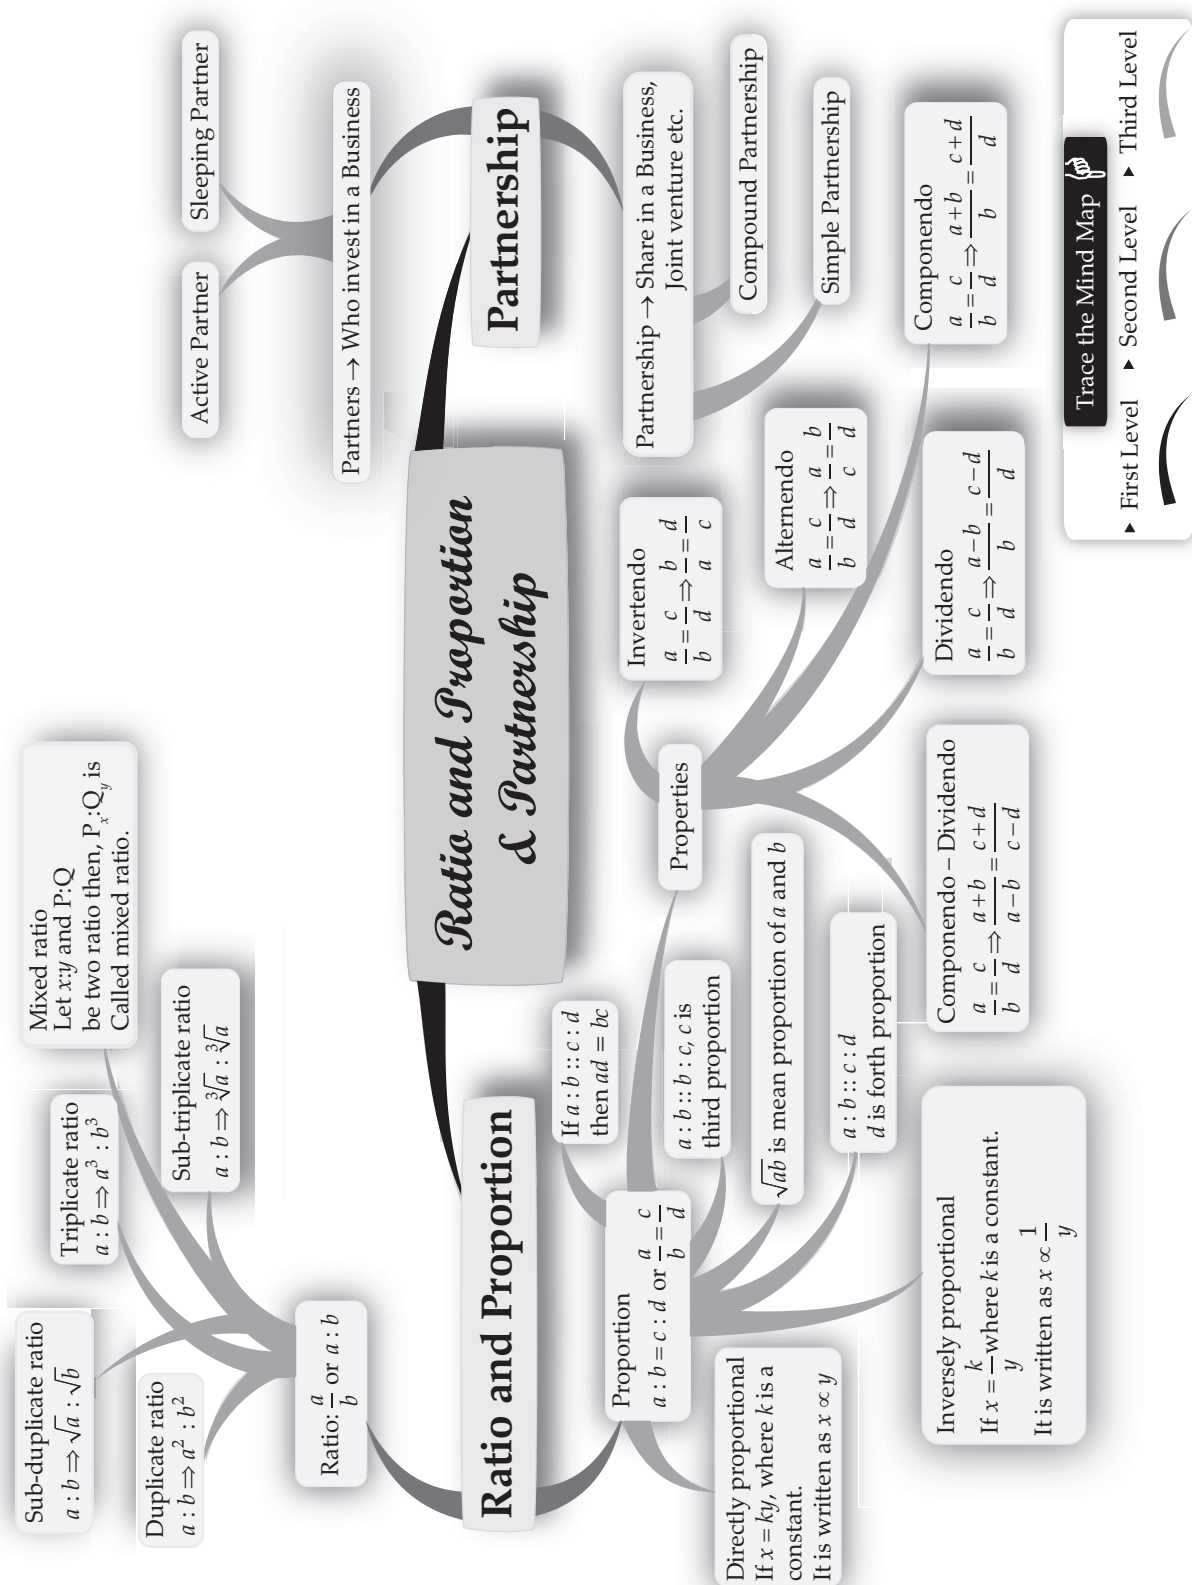 Ratio and Proportion
& Partnership
Ratio and Proportion
Ratio: a/b or a : b
Sub-duplicate ratio
a : b ⇒ √a : √b
Duplicate ratio
a : b ⇒ a² : b²
Triplicate ratio
a : b ⇒ a³ : b³
Sub-triplicate ratio
a : b ⇒ ∛a : ∛a
Mixed ratio
Let x:y and P:Q
be two ratio then, Pₓ:Qᵧ is
Called mixed ratio.
Proportion
a : b = c : d or a/b = c/d
If a : b :: c : d
then ad = bc
a : b :: b : c, c is
third proportion
√ab is mean proportion of a and b
a : b :: c : d
d is forth proportion
Directly proportional
If x = ky, where k is a
constant.
It is written as x ∝ y
Inversely proportional
If x = k/y where k is a constant.
It is written as x ∝ 1/y
Properties
Invertendo
a/b = c/d ⇒ b/a = d/c
Alternendo
a/b = c/d ⇒ a/c = b/d
Componendo
a/b = c/d ⇒ (a+b)/b = (c+d)/d
Dividendo
a/b = c/d ⇒ (a−b)/b = (c−d)/d
Componendo – Dividendo
a/b = c/d ⇒ (a+b)/(a−b) = (c+d)/(c−d)
Partnership
Partners → Who invest in a Business
Active Partner
Sleeping Partner
Partnership → Share in a Business,
Joint venture etc.
Compound Partnership
Simple Partnership
Trace the Mind Map
▸ First Level ▸ Second Level ▸ Third Level